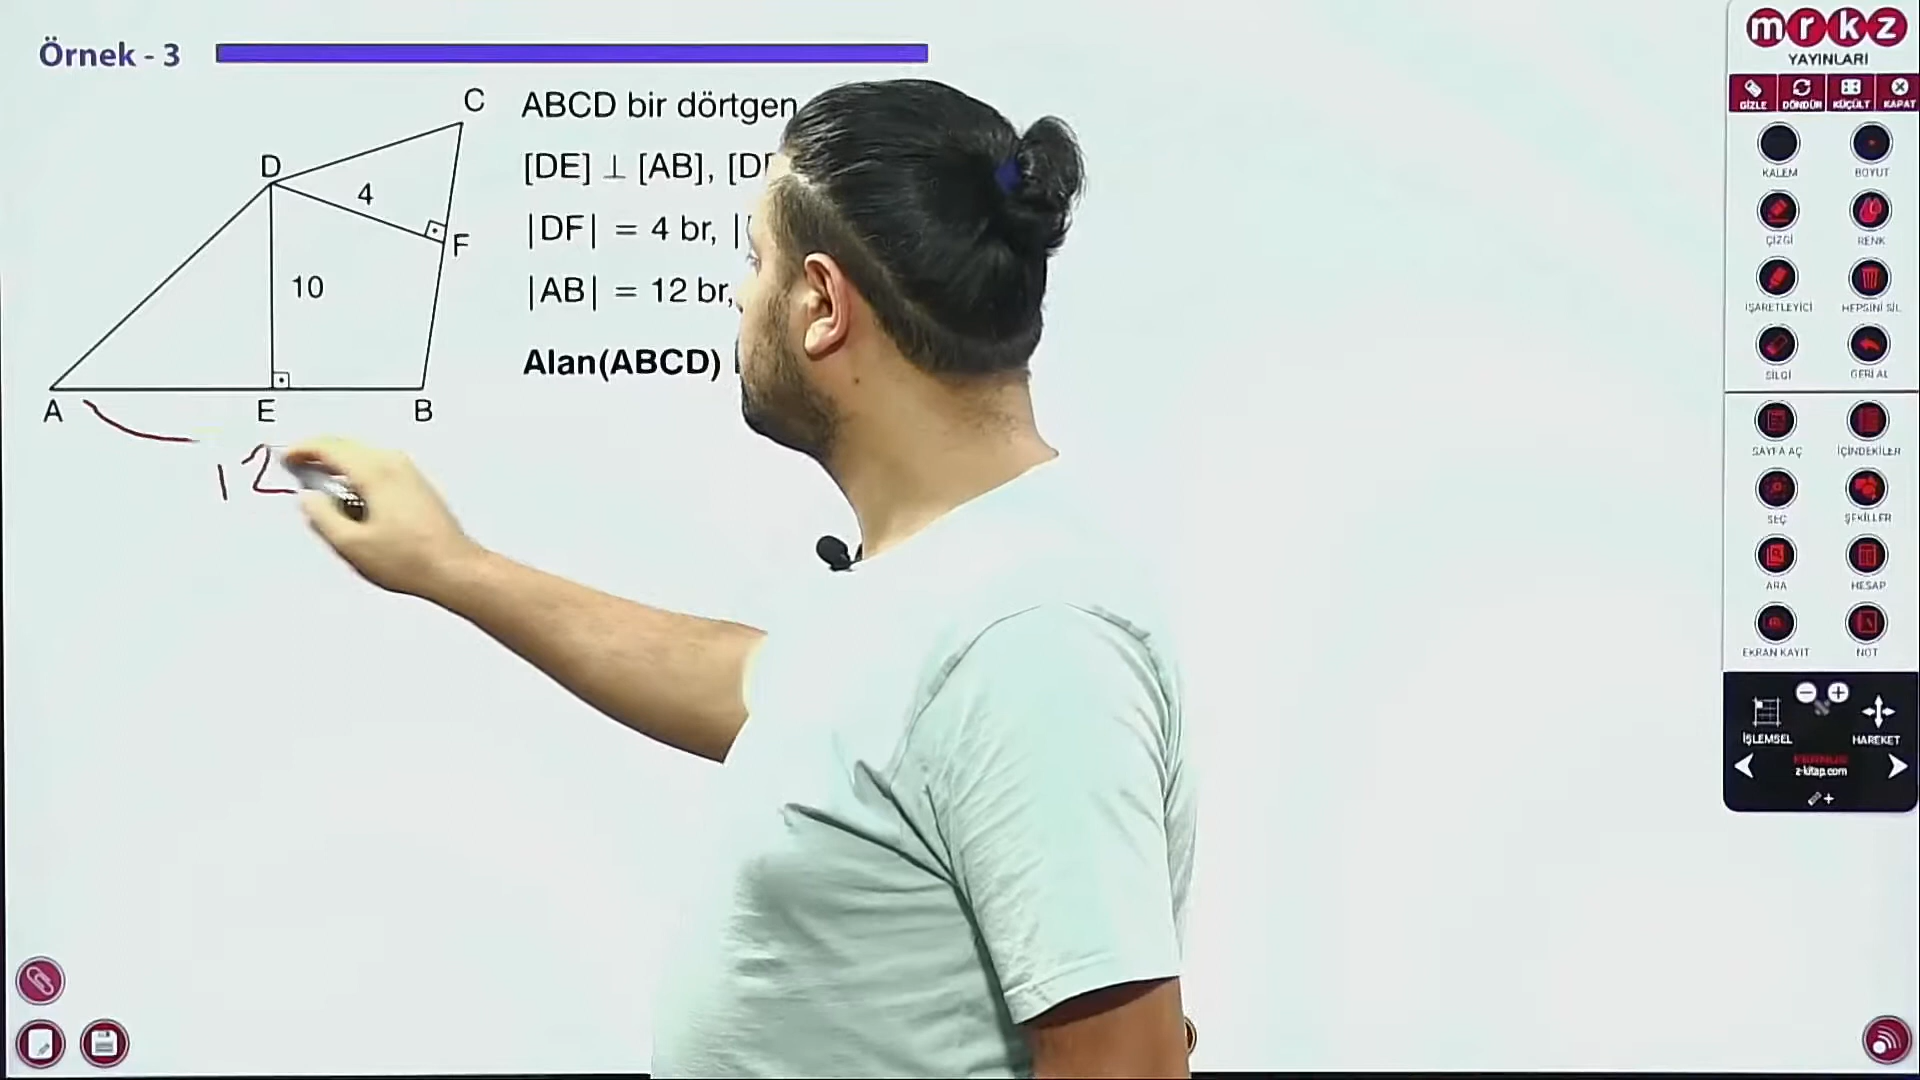 Örnek - 3
C
ABCD bir dörtgen
D
[DE] ⊥ [AB], [D
4
|DF| = 4 br, |
F
10
|AB| = 12 br,
Alan(ABCD)
A
E
B
12
mrkz
YAYINLARI
GİZLE DÖNDÜR KÜÇÜLT KAPAT
KALEM BOYUT
ÇİZGİ RENK
İŞARETLEYİCİ HEPSİNİ SİL
SİLGİ GERİ AL
SAYFA AÇ İÇİNDEKİLER
SEÇ ŞEKİLLER
ARA HESAP
EKRAN KAYIT NOT
İŞLEMSEL HAREKET
FERNUS
z-kitap.com